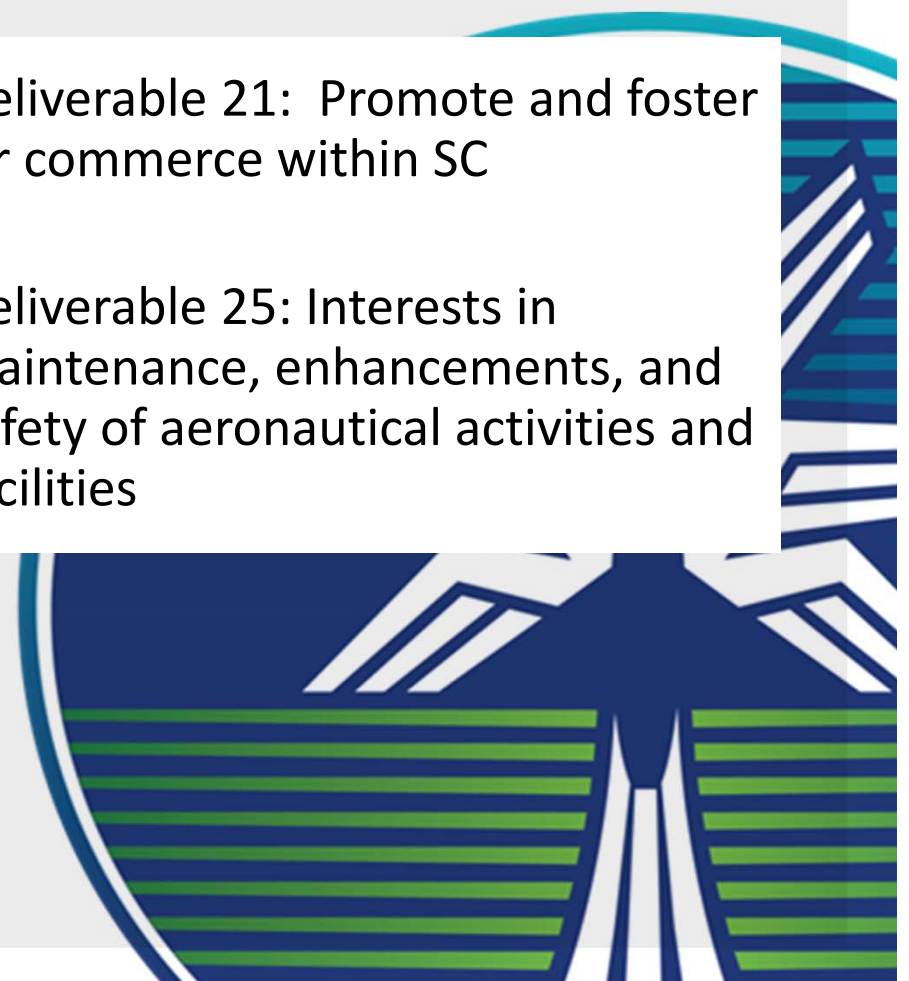 eliverable 21:  Promote and foster
r commerce within SC
eliverable 25: Interests in
aintenance, enhancements, and
fety of aeronautical activities and
cilities